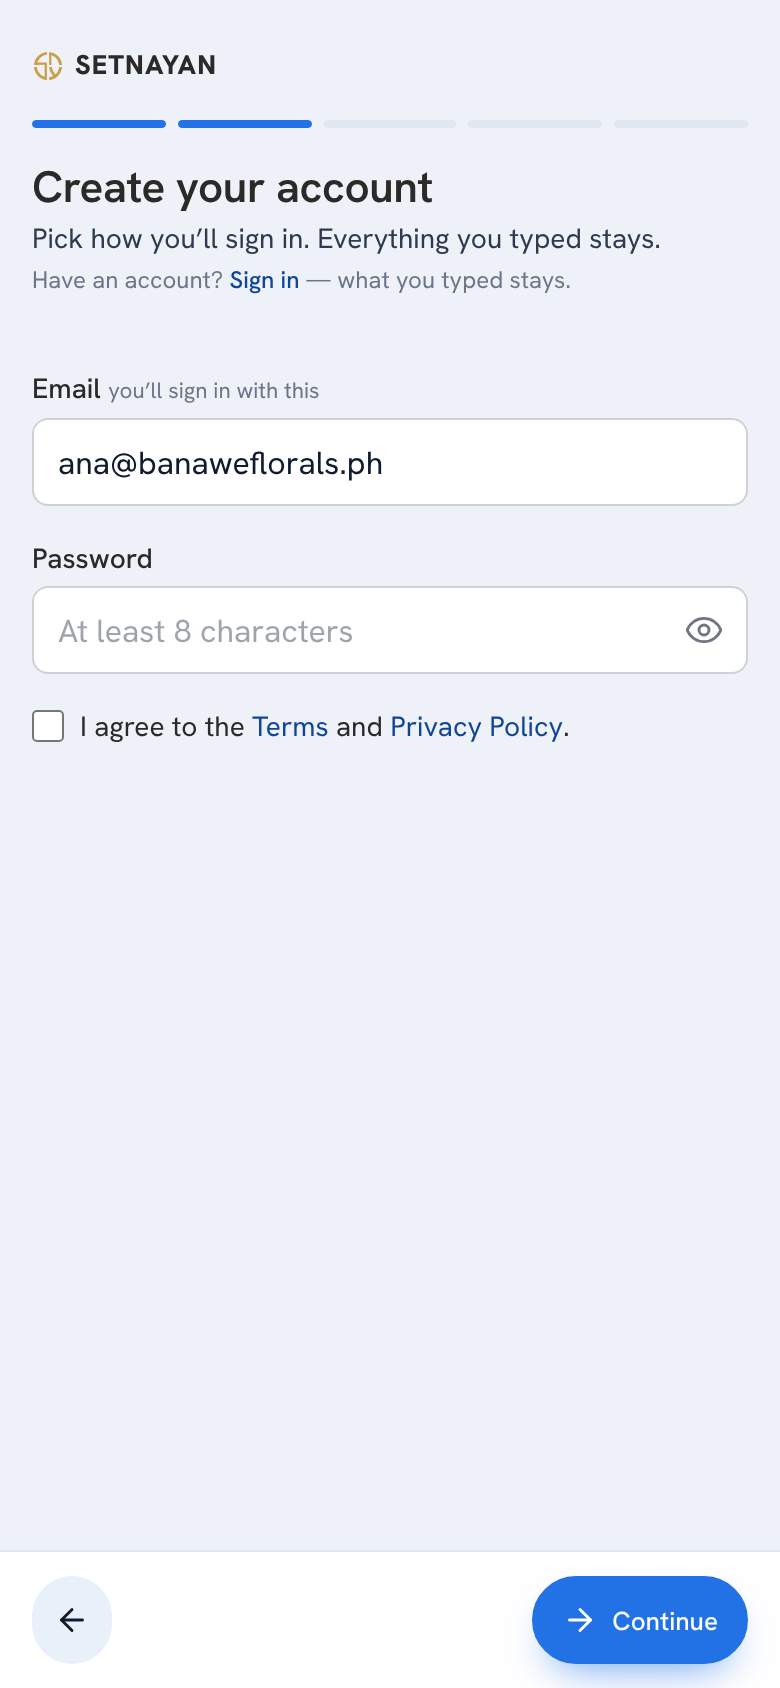 SETNAYAN
Create your account
Pick how you’ll sign in. Everything you typed stays.
Have an account? Sign in — what you typed stays.
Email you’ll sign in with this
ana@banaweflorals.ph
Password
At least 8 characters
I agree to the Terms and Privacy Policy.
Continue